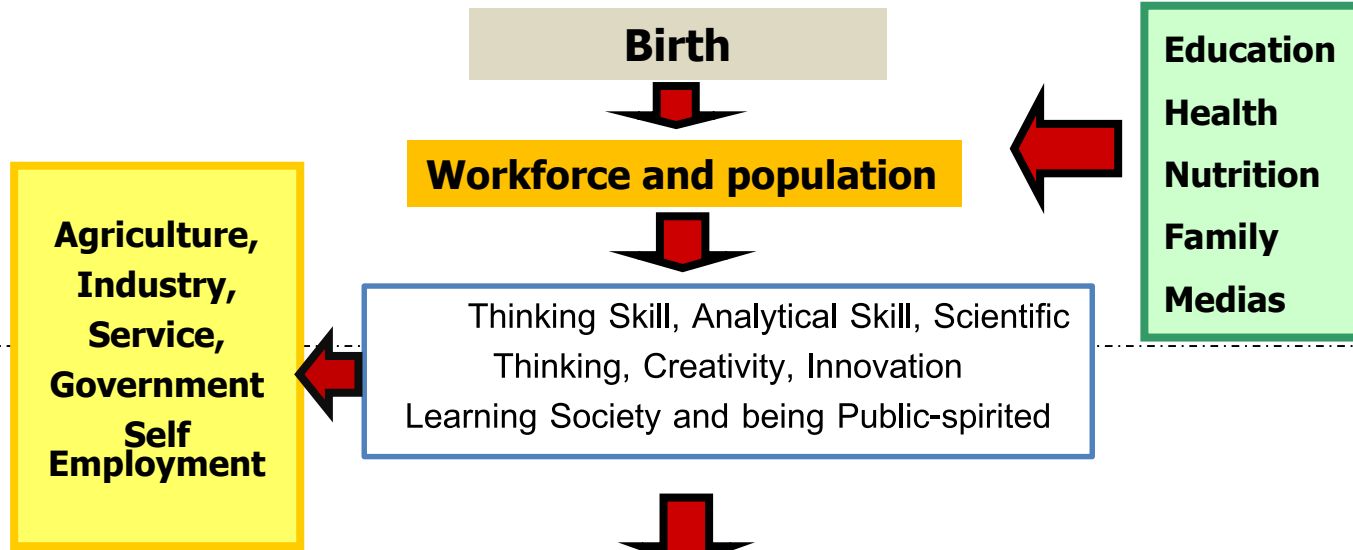 Birth
Workforce and population
Education
Health
Nutrition
Family
Medias
Thinking Skill, Analytical Skill, Scientific
Thinking, Creativity, Innovation
Learning Society and being Public-spirited
Agriculture,
Industry,
Service,
Government
Self
Employment